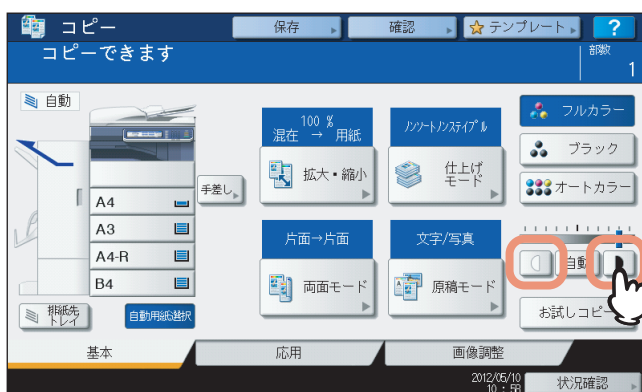 コピー
保存
確認
テンプレート
?
コピーできます
部数
1
自動
100 %
混在 → 用紙
拡大・縮小
ノンソートノンステイプル
仕上げ
モード
フルカラー
ブラック
オートカラー
手差し
A4
A3
A4-R
B4
片面→片面
両面モード
文字/写真
原稿モード
自動
排紙先
トレイ
自動用紙選択
お試しコピー
基本
応用
画像調整
2012/05/10
10:58
状況確認